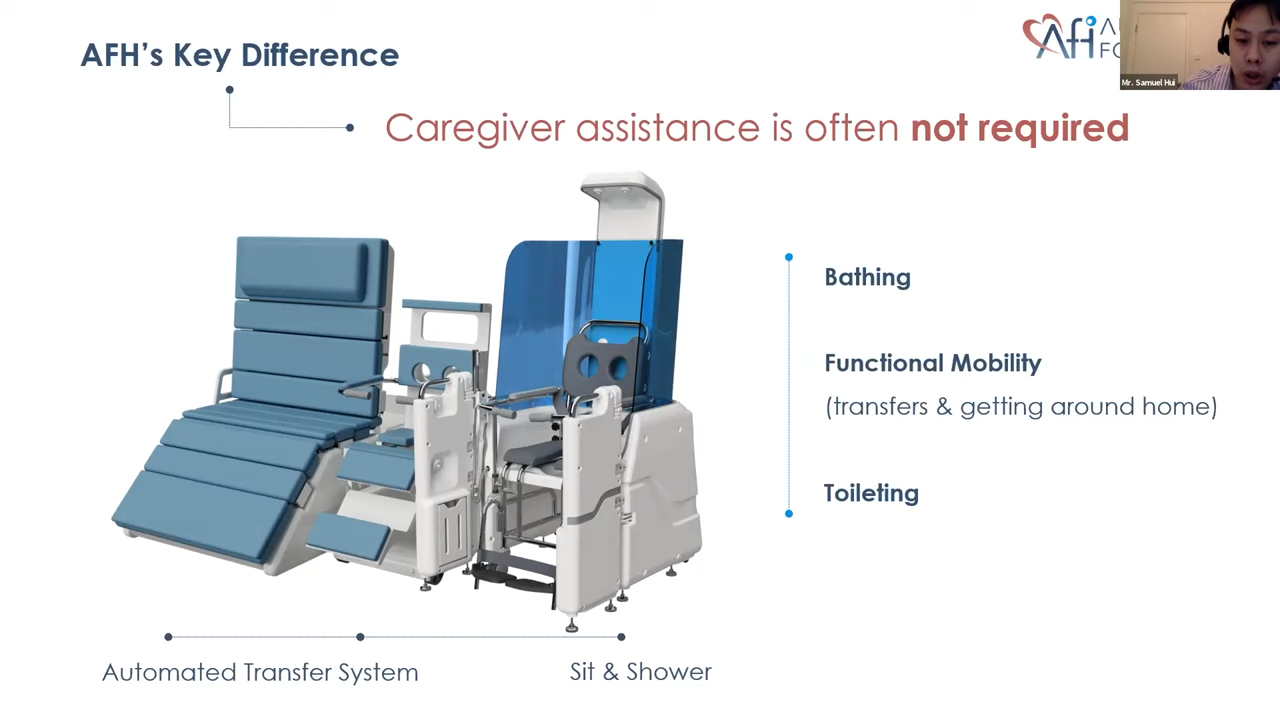 AFH's Key Difference
Afi
Mr. Samuel Hui
Caregiver assistance is often not required
Bathing
Functional Mobility
(transfers & getting around home)
Toileting
Automated Transfer System
Sit & Shower